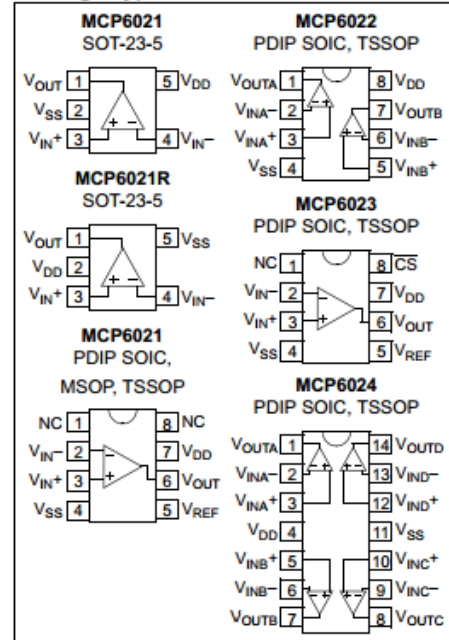 MCP6021
SOT-23-5
VOUT 1 5 VDD
VSS 2
VIN+ 3 4 VIN–
+ –
MCP6021R
SOT-23-5
VOUT 1 5 VSS
VDD 2
VIN+ 3 4 VIN–
+ –
MCP6021
PDIP SOIC,
MSOP, TSSOP
NC 1 8 NC
VIN– 2 7 VDD
VIN+ 3 6 VOUT
VSS 4 5 VREF
–
+
MCP6022
PDIP SOIC, TSSOP
VOUTA 1 8 VDD
VINA– 2 7 VOUTB
VINA+ 3 6 VINB–
VSS 4 5 VINB+
– +
+ –
MCP6023
PDIP SOIC, TSSOP
NC 1 8 CS
VIN– 2 7 VDD
VIN+ 3 6 VOUT
VSS 4 5 VREF
–
+
MCP6024
PDIP SOIC, TSSOP
VOUTA 1 14 VOUTD
VINA– 2 13 VIND–
VINA+ 3 12 VIND+
VDD 4 11 VSS
VINB+ 5 10 VINC+
VINB– 6 9 VINC–
VOUTB 7 8 VOUTC
– + + –
– + + –